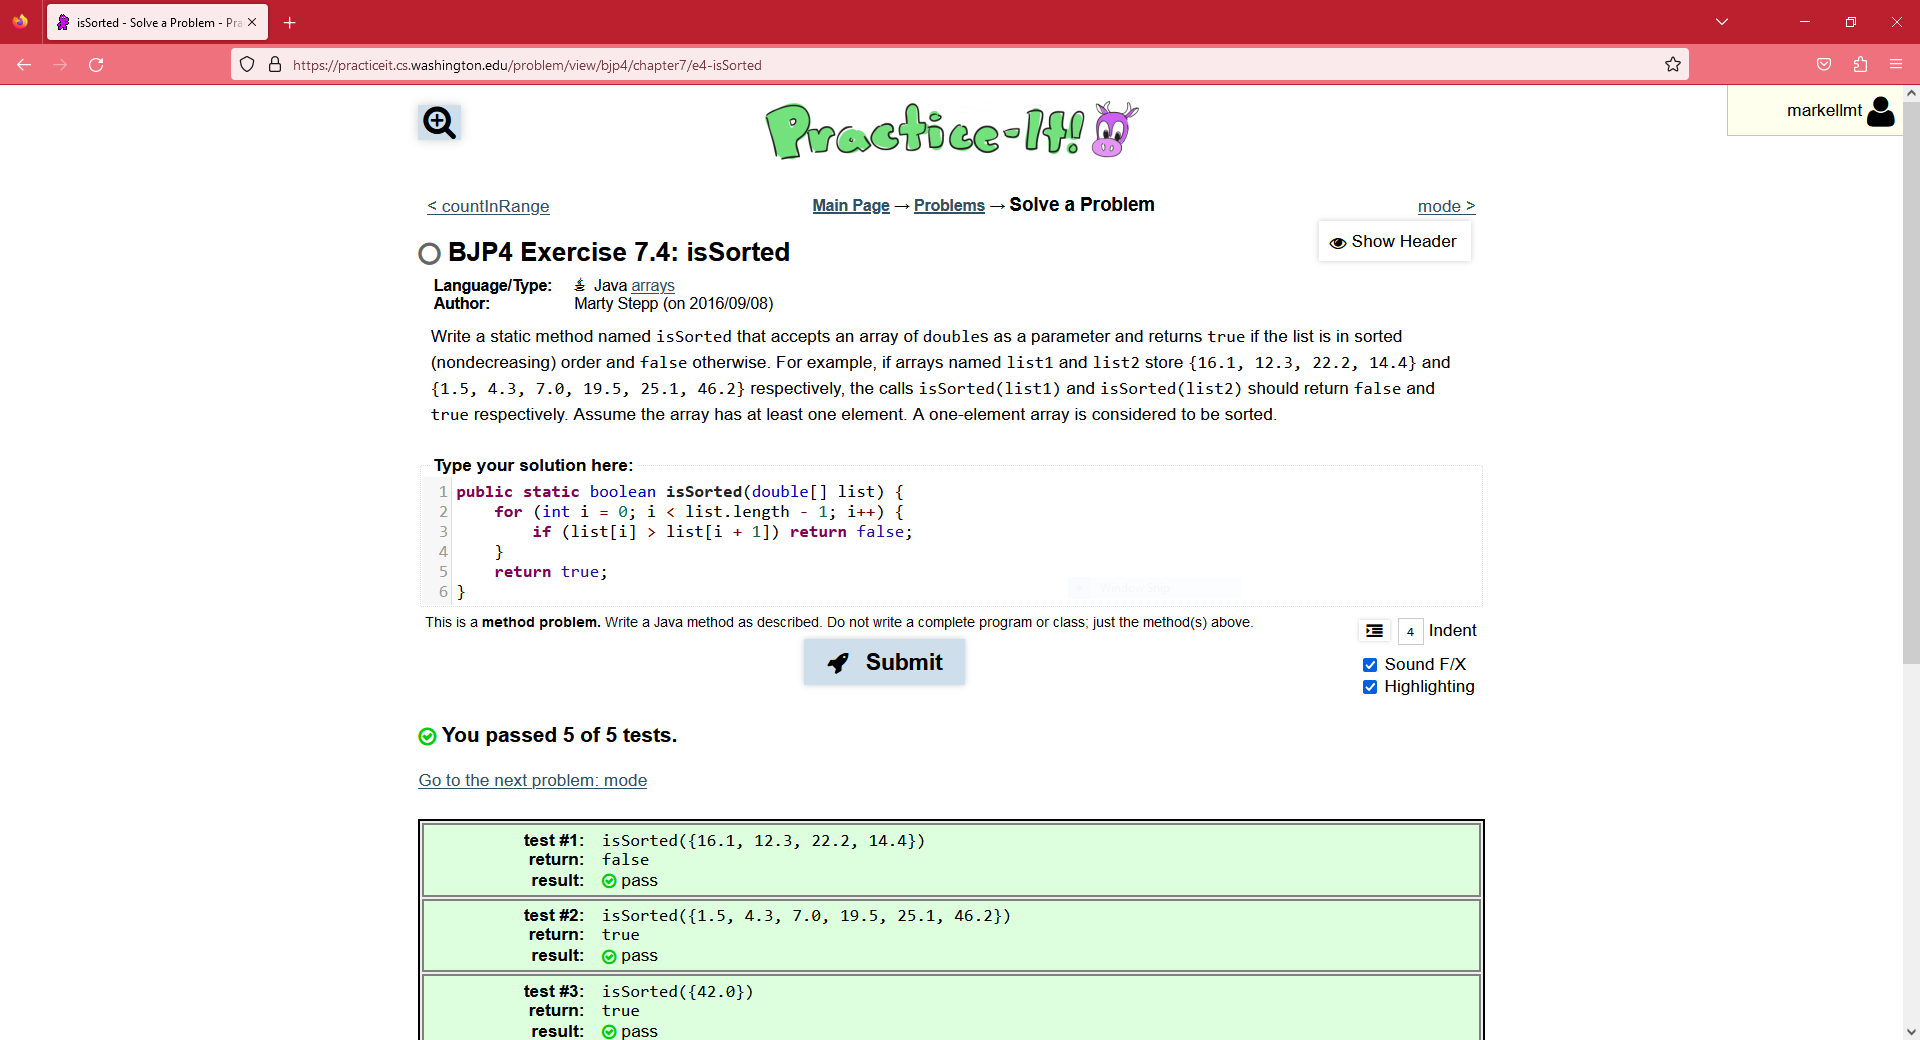 isSorted - Solve a Problem - Pra
https://practiceit.cs.washington.edu/problem/view/bjp4/chapter7/e4-isSorted
Practice-It!
markellmt
< countInRange
Main Page → Problems → Solve a Problem
mode >
Show Header
BJP4 Exercise 7.4: isSorted
Language/Type: Java arrays
Author: Marty Stepp (on 2016/09/08)
Write a static method named isSorted that accepts an array of doubles as a parameter and returns true if the list is in sorted
(nondecreasing) order and false otherwise. For example, if arrays named list1 and list2 store {16.1, 12.3, 22.2, 14.4} and
{1.5, 4.3, 7.0, 19.5, 25.1, 46.2} respectively, the calls isSorted(list1) and isSorted(list2) should return false and
true respectively. Assume the array has at least one element. A one-element array is considered to be sorted.
Type your solution here:
1 public static boolean isSorted(double[] list) {
2 for (int i = 0; i < list.length - 1; i++) {
3 if (list[i] > list[i + 1]) return false;
4 }
5 return true;
6 }
This is a method problem. Write a Java method as described. Do not write a complete program or class; just the method(s) above.
4 Indent
Submit
Sound F/X
Highlighting
You passed 5 of 5 tests.
Go to the next problem: mode
test #1: isSorted({16.1, 12.3, 22.2, 14.4})
return: false
result: pass
test #2: isSorted({1.5, 4.3, 7.0, 19.5, 25.1, 46.2})
return: true
result: pass
test #3: isSorted({42.0})
return: true
result: pass